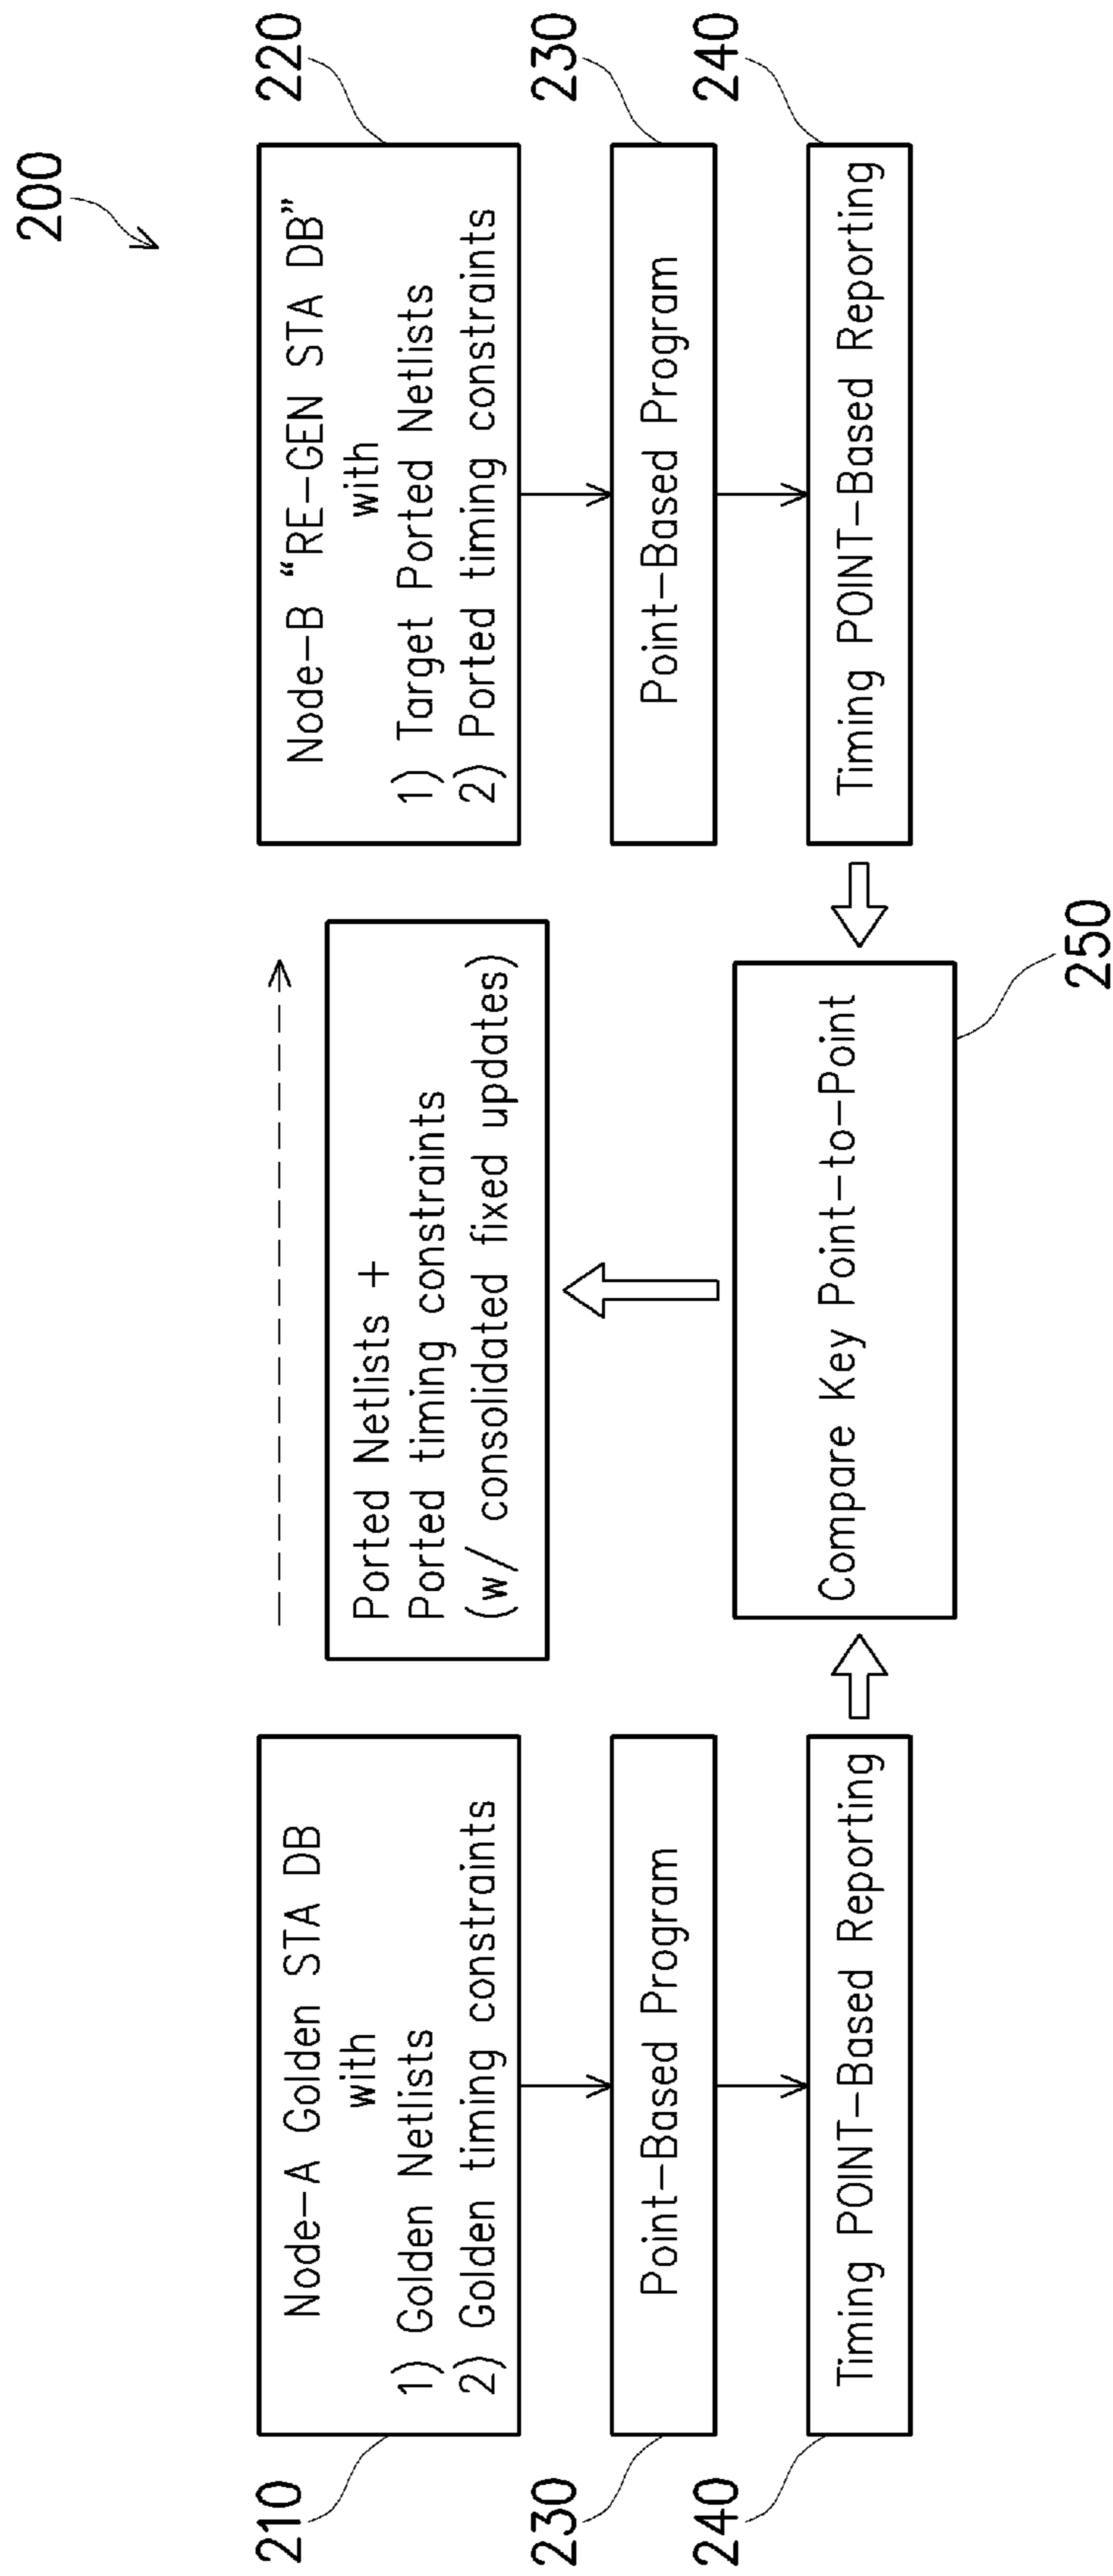 200
210
Node-A Golden STA DB
with
1) Golden Netlists
2) Golden timing constraints
230
Point-Based Program
240
Timing POINT-Based Reporting
Ported Netlists +
Ported timing constraints
(w/ consolidated fixed updates)
Compare Key Point-to-Point
250
220
Node-B “RE-GEN STA DB”
with
1) Target Ported Netlists
2) Ported timing constraints
230
Point-Based Program
240
Timing POINT-Based Reporting